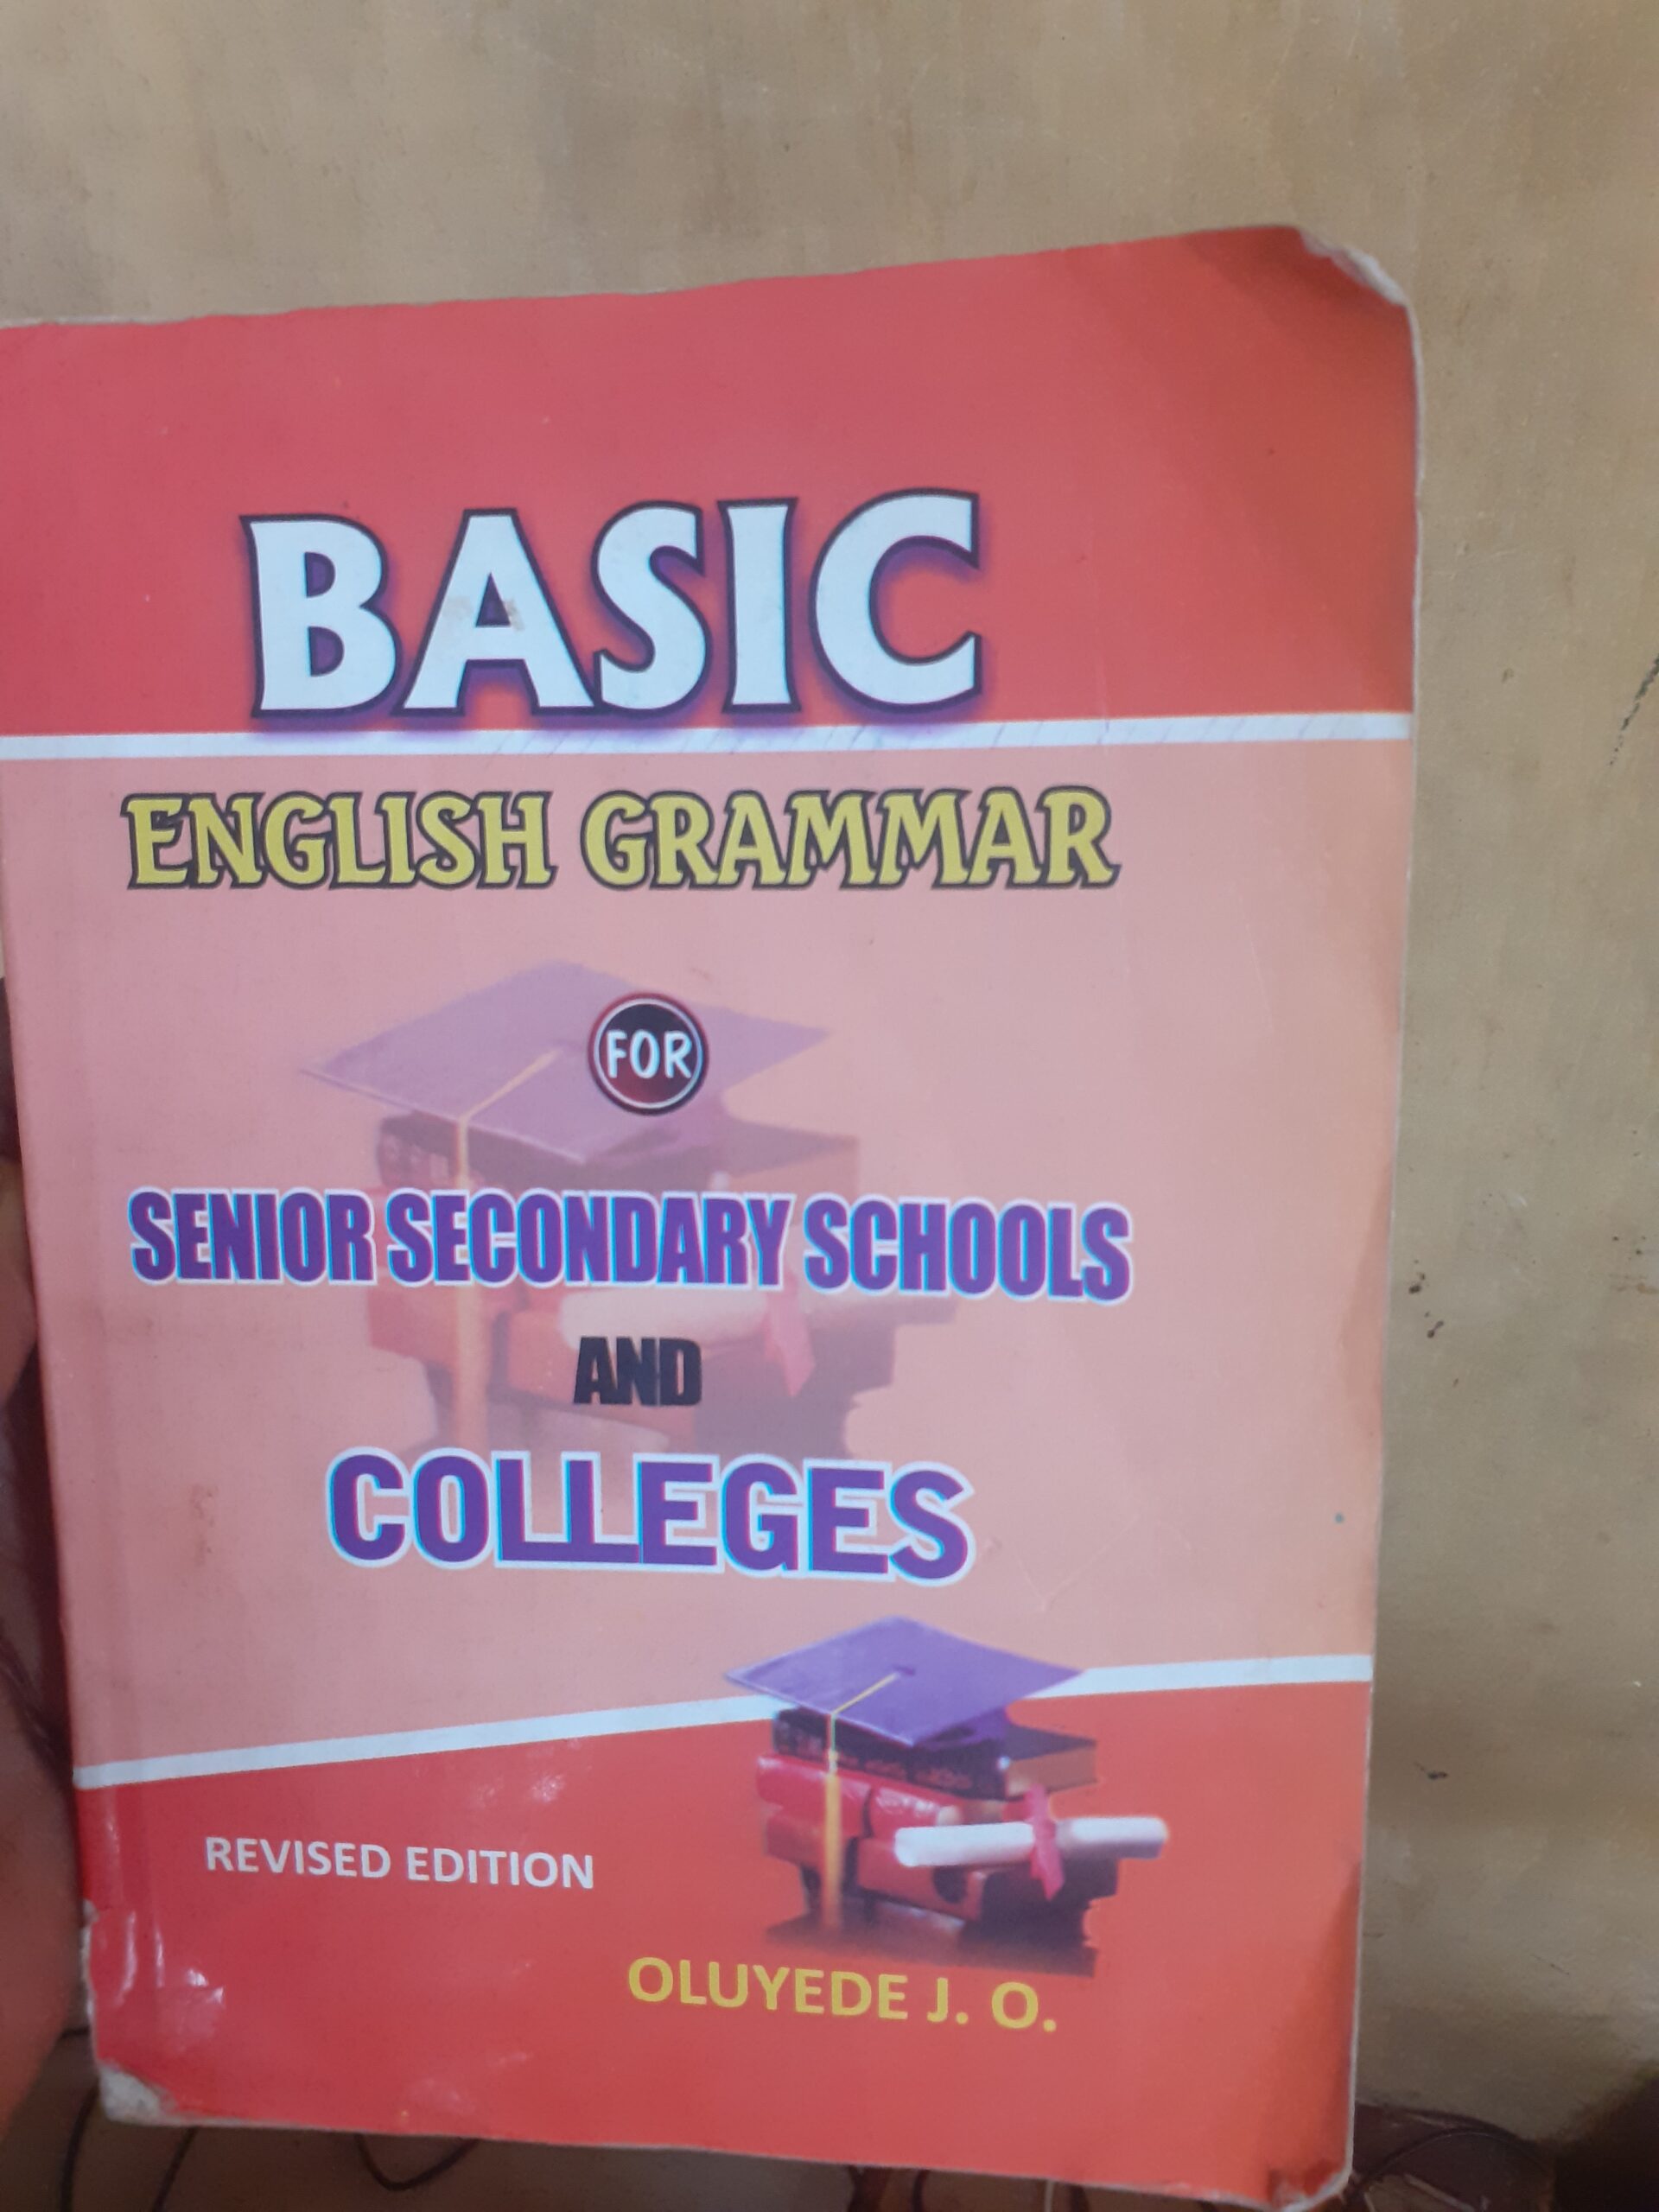 BASIC
ENGLISH GRAMMAR
FOR
SENIOR SECONDARY SCHOOLS
AND
COLLEGES
REVISED EDITION
OLUYEDE J. O.